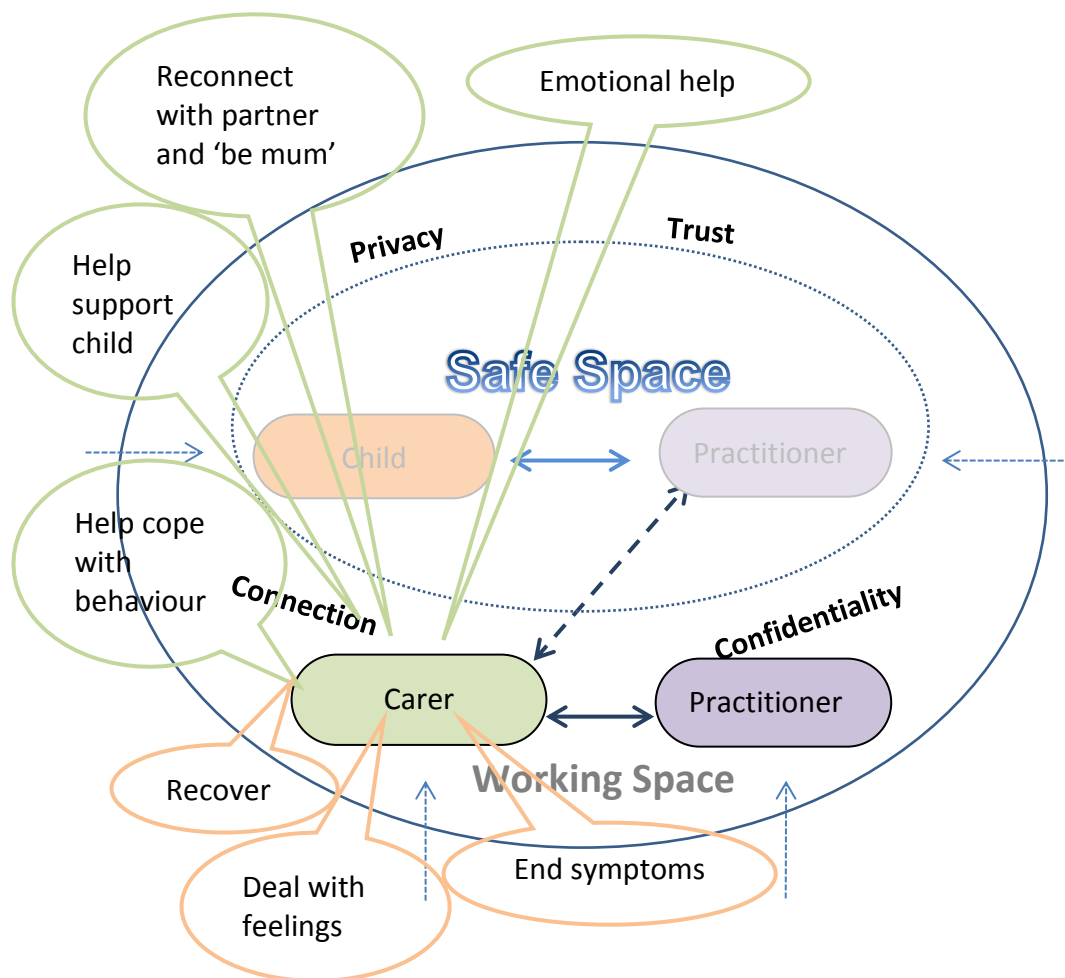 Reconnect
with partner
and ‘be mum’
Emotional help
Privacy
Trust
Help
support
child
Safe Space
Child
Practitioner
Help cope
with
behaviour
Connection
Confidentiality
Carer
Practitioner
Working Space
Recover
End symptoms
Deal with
feelings